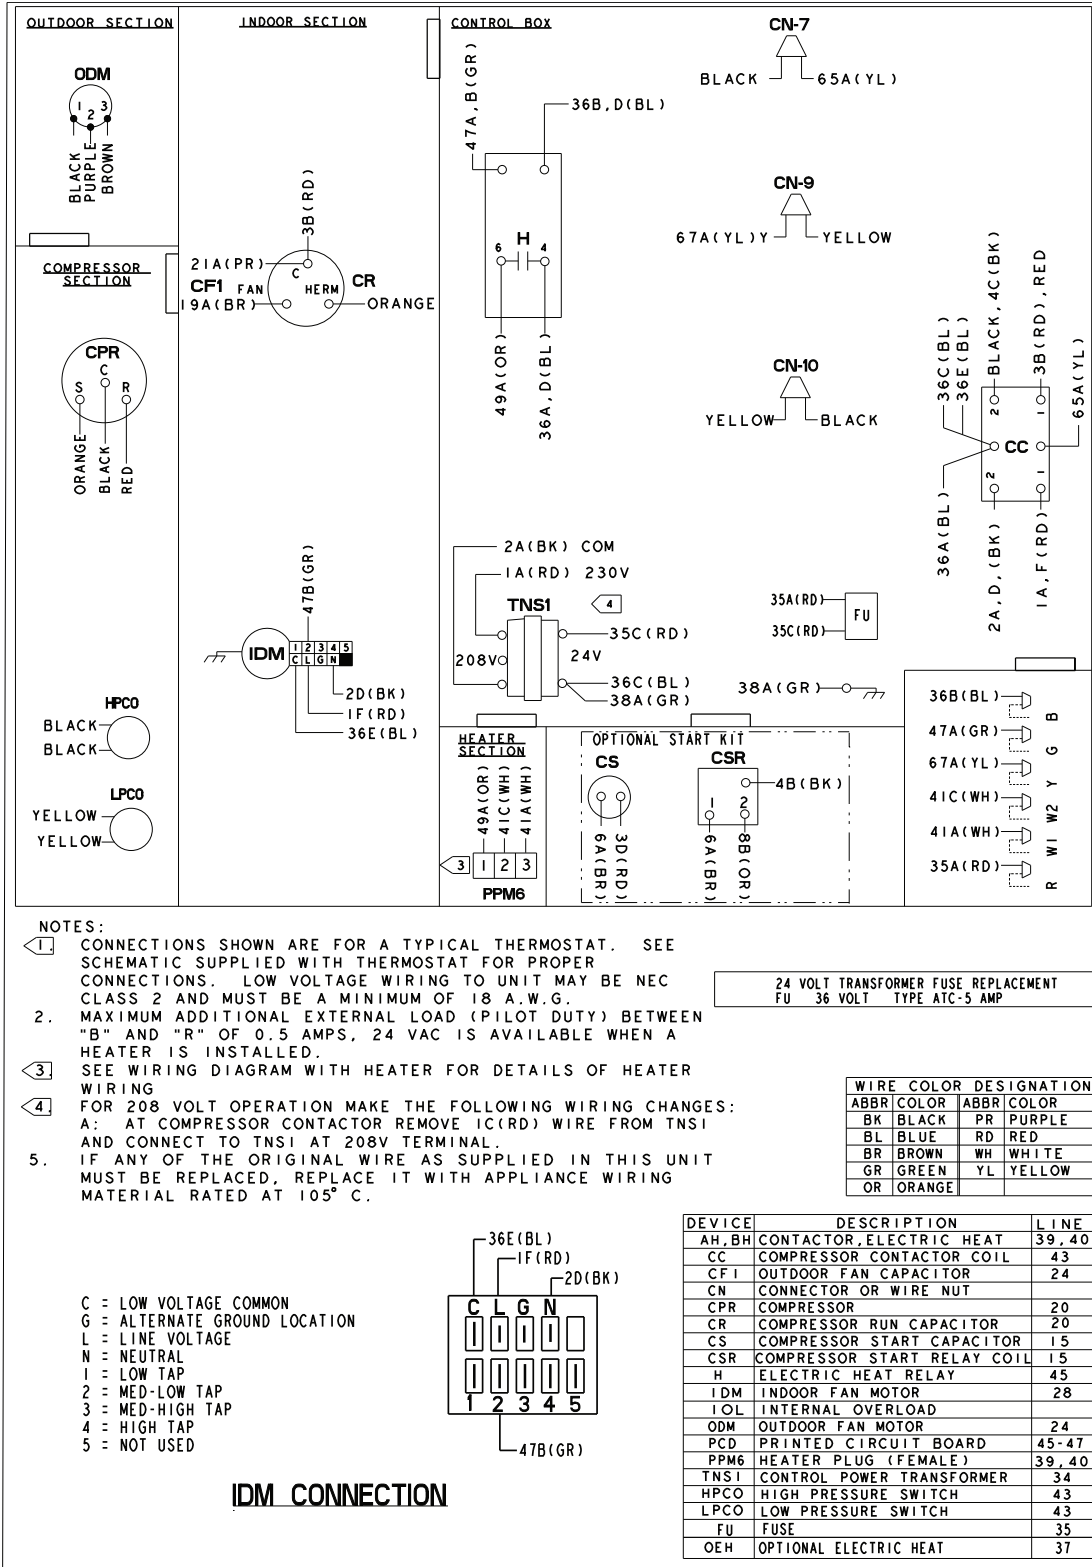 OUTDOOR SECTION
INDOOR SECTION
CONTROL BOX
ODM
1 2 3
BLACK
PURPLE
BROWN
COMPRESSOR
SECTION
CPR
C
S R
ORANGE
BLACK
RED
HPCO
BLACK
BLACK
LPCO
YELLOW
YELLOW
3B(RD)
21A(PR)
C
CF1 FAN HERM CR
19A(BR)
ORANGE
47B(GR)
IDM
1 2 3 4 5
C L G N
2D(BK)
1F(RD)
36E(BL)
47A,B(GR)
36B,D(BL)
H
6 4
49A(OR)
36A,D(BL)
CN-7
BLACK 65A(YL)
CN-9
67A(YL)Y YELLOW
CN-10
YELLOW BLACK
36C(BL)
36E(BL)
BLACK,4C(BK)
3B(RD),RED
65A(YL)
2 1
CC
2 1
36A(BL)
2A,D,(BK)
1A,F(RD)
2A(BK) COM
1A(RD) 230V
TNS1
4
35C(RD)
208V 24V
36C(BL)
38A(GR)
35A(RD)
35C(RD)
FU
38A(GR)
HEATER
SECTION
49A(OR)
41C(WH)
41A(WH)
3
1 2 3
PPM6
OPTIONAL START KIT
CS
6A(BR)
3D(RD)
CSR
4B(BK)
1 2
6A(BR)
8B(OR)
36B(BL) B
47A(GR) G
67A(YL) Y
41C(WH) W2
41A(WH) W1
35A(RD) R
NOTES:
1. CONNECTIONS SHOWN ARE FOR A TYPICAL THERMOSTAT. SEE
SCHEMATIC SUPPLIED WITH THERMOSTAT FOR PROPER
CONNECTIONS. LOW VOLTAGE WIRING TO UNIT MAY BE NEC
CLASS 2 AND MUST BE A MINIMUM OF 18 A.W.G.
2. MAXIMUM ADDITIONAL EXTERNAL LOAD (PILOT DUTY) BETWEEN
"B" AND "R" OF 0.5 AMPS, 24 VAC IS AVAILABLE WHEN A
HEATER IS INSTALLED.
3. SEE WIRING DIAGRAM WITH HEATER FOR DETAILS OF HEATER
WIRING
4. FOR 208 VOLT OPERATION MAKE THE FOLLOWING WIRING CHANGES:
A: AT COMPRESSOR CONTACTOR REMOVE 1C(RD) WIRE FROM TNS1
AND CONNECT TO TNS1 AT 208V TERMINAL.
5. IF ANY OF THE ORIGINAL WIRE AS SUPPLIED IN THIS UNIT
MUST BE REPLACED, REPLACE IT WITH APPLIANCE WIRING
MATERIAL RATED AT 105° C.
24 VOLT TRANSFORMER FUSE REPLACEMENT
FU 36 VOLT TYPE ATC-5 AMP
WIRE COLOR DESIGNATION
ABBR COLOR ABBR COLOR
BK BLACK PR PURPLE
BL BLUE RD RED
BR BROWN WH WHITE
GR GREEN YL YELLOW
OR ORANGE
DEVICE DESCRIPTION LINE
AH,BH CONTACTOR,ELECTRIC HEAT 39,40
CC COMPRESSOR CONTACTOR COIL 43
CF1 OUTDOOR FAN CAPACITOR 24
CN CONNECTOR OR WIRE NUT
CPR COMPRESSOR 20
CR COMPRESSOR RUN CAPACITOR 20
CS COMPRESSOR START CAPACITOR 15
CSR COMPRESSOR START RELAY COIL 15
H ELECTRIC HEAT RELAY 45
IDM INDOOR FAN MOTOR 28
IOL INTERNAL OVERLOAD
ODM OUTDOOR FAN MOTOR 24
PCD PRINTED CIRCUIT BOARD 45-47
PPM6 HEATER PLUG (FEMALE) 39,40
TNS1 CONTROL POWER TRANSFORMER 34
HPCO HIGH PRESSURE SWITCH 43
LPCO LOW PRESSURE SWITCH 43
FU FUSE 35
OEH OPTIONAL ELECTRIC HEAT 37
C = LOW VOLTAGE COMMON
G = ALTERNATE GROUND LOCATION
L = LINE VOLTAGE
N = NEUTRAL
1 = LOW TAP
2 = MED-LOW TAP
3 = MED-HIGH TAP
4 = HIGH TAP
5 = NOT USED
36E(BL)
1F(RD)
2D(BK)
C L G N
1 2 3 4 5
47B(GR)
IDM CONNECTION